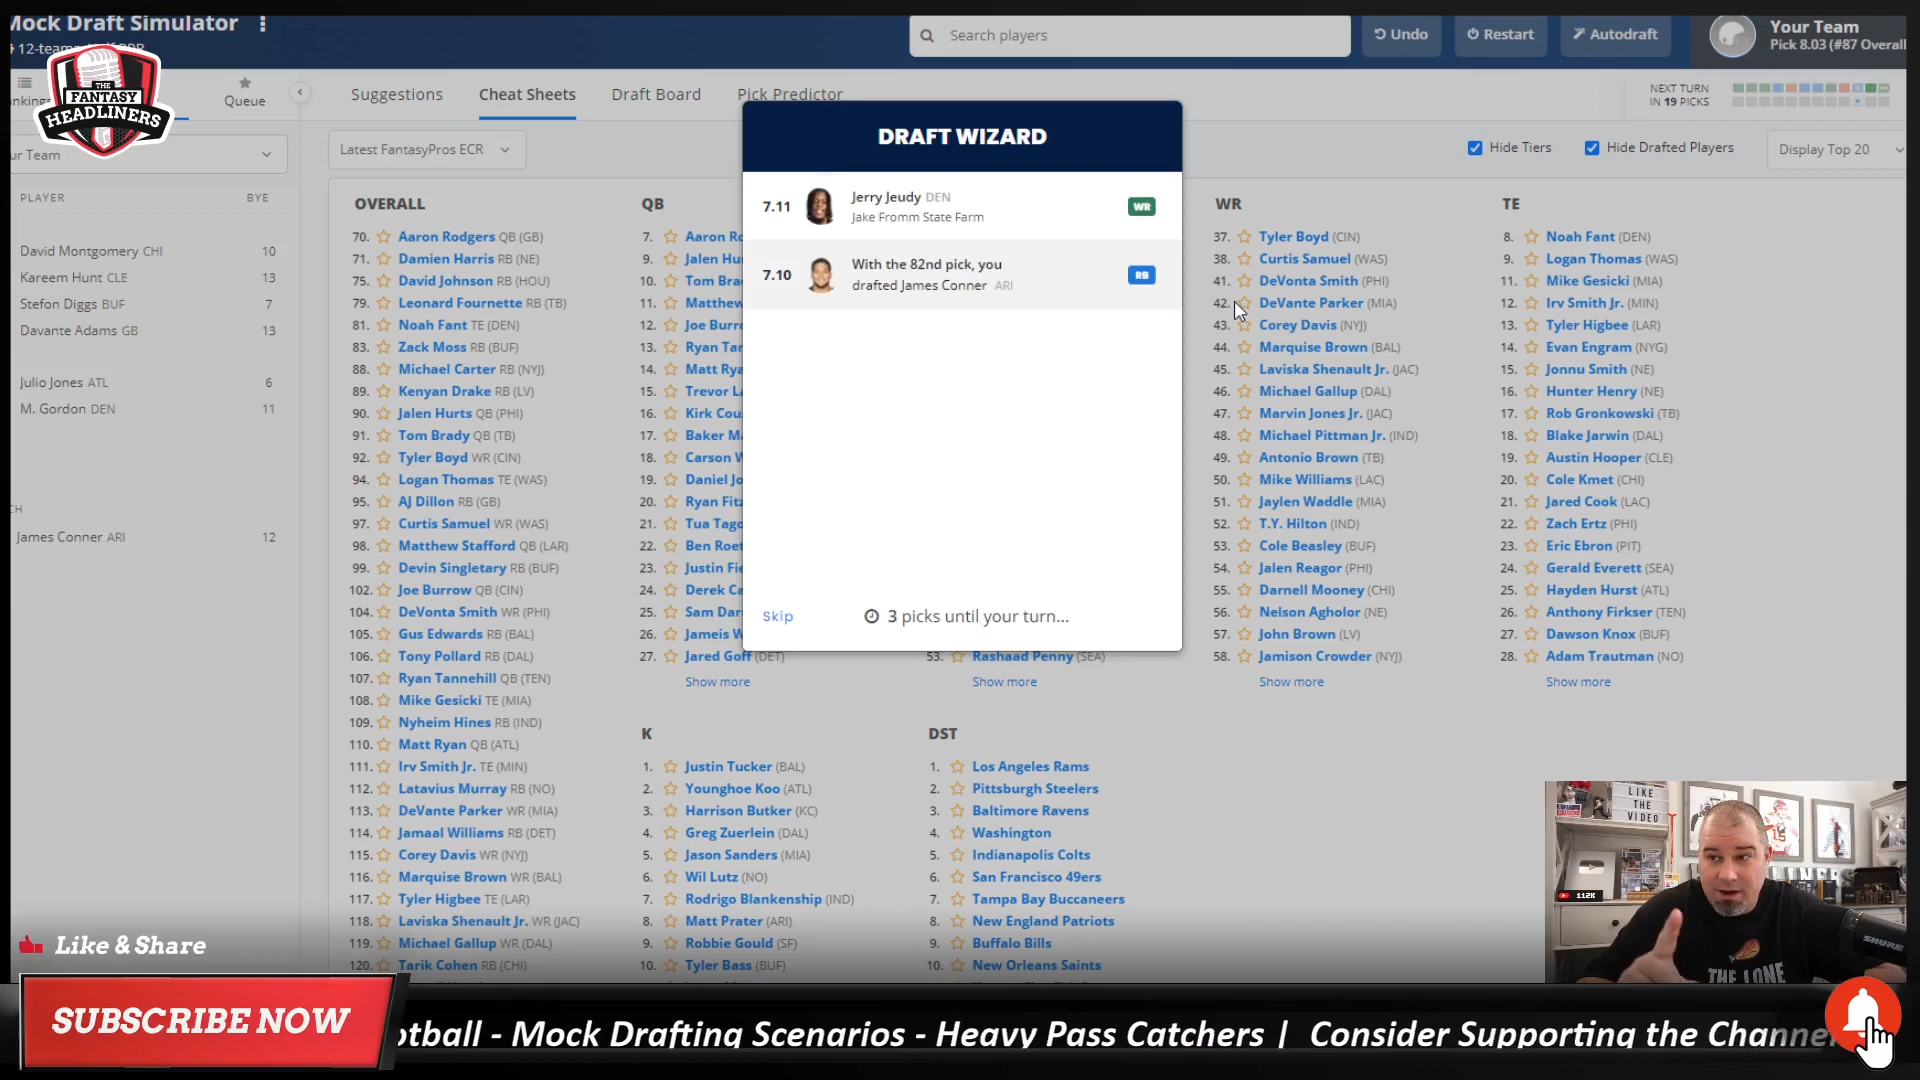 Mock Draft Simulator
12-team
Search players
Undo
Restart
Autodraft
Your Team
Pick 8.03 (#87 Overall
THE
FANTASY
HEADLINERS
Queue
Suggestions
Cheat Sheets
Draft Board
Pick Predictor
NEXT TURN
IN 19 PICKS
Latest FantasyPros ECR
Hide Tiers
Hide Drafted Players
Display Top 20
ur Team
PLAYER BYE
David Montgomery CHI 10
Kareem Hunt CLE 13
Stefon Diggs BUF 7
Davante Adams GB 13
Julio Jones ATL 6
M. Gordon DEN 11
CH
James Conner ARI 12
OVERALL
70. Aaron Rodgers QB (GB)
71. Damien Harris RB (NE)
75. David Johnson RB (HOU)
79. Leonard Fournette RB (TB)
81. Noah Fant TE (DEN)
83. Zack Moss RB (BUF)
88. Michael Carter RB (NYJ)
89. Kenyan Drake RB (LV)
90. Jalen Hurts QB (PHI)
91. Tom Brady QB (TB)
92. Tyler Boyd WR (CIN)
94. Logan Thomas TE (WAS)
95. AJ Dillon RB (GB)
97. Curtis Samuel WR (WAS)
98. Matthew Stafford QB (LAR)
99. Devin Singletary RB (BUF)
102. Joe Burrow QB (CIN)
104. DeVonta Smith WR (PHI)
105. Gus Edwards RB (BAL)
106. Tony Pollard RB (DAL)
107. Ryan Tannehill QB (TEN)
108. Mike Gesicki TE (MIA)
109. Nyheim Hines RB (IND)
110. Matt Ryan QB (ATL)
111. Irv Smith Jr. TE (MIN)
112. Latavius Murray RB (NO)
113. DeVante Parker WR (MIA)
114. Jamaal Williams RB (DET)
115. Corey Davis WR (NYJ)
116. Marquise Brown WR (BAL)
117. Tyler Higbee TE (LAR)
118. Laviska Shenault Jr. WR (JAC)
119. Michael Gallup WR (DAL)
120. Tarik Cohen RB (CHI)
QB
7. Aaron Ro
9. Jalen Hu
10. Tom Bra
11. Matthew
12. Joe Burro
13. Ryan Tan
14. Matt Rya
15. Trevor La
16. Kirk Cous
17. Baker Ma
18. Carson W
19. Daniel Jo
20. Ryan Fitz
21. Tua Tago
22. Ben Roet
23. Justin Fie
24. Derek Ca
25. Sam Dar
26. Jameis W
27. Jared Goff (DET)
Show more
DRAFT WIZARD
7.11 Jerry Jeudy DEN WR
Jake Fromm State Farm
7.10 With the 82nd pick, you RB
drafted James Conner ARI
Skip
3 picks until your turn...
53. Rashaad Penny (SEA)
Show more
WR
37. Tyler Boyd (CIN)
38. Curtis Samuel (WAS)
41. DeVonta Smith (PHI)
42. DeVante Parker (MIA)
43. Corey Davis (NYJ)
44. Marquise Brown (BAL)
45. Laviska Shenault Jr. (JAC)
46. Michael Gallup (DAL)
47. Marvin Jones Jr. (JAC)
48. Michael Pittman Jr. (IND)
49. Antonio Brown (TB)
50. Mike Williams (LAC)
51. Jaylen Waddle (MIA)
52. T.Y. Hilton (IND)
53. Cole Beasley (BUF)
54. Jalen Reagor (PHI)
55. Darnell Mooney (CHI)
56. Nelson Agholor (NE)
57. John Brown (LV)
58. Jamison Crowder (NYJ)
Show more
TE
8. Noah Fant (DEN)
9. Logan Thomas (WAS)
11. Mike Gesicki (MIA)
12. Irv Smith Jr. (MIN)
13. Tyler Higbee (LAR)
14. Evan Engram (NYG)
15. Jonnu Smith (NE)
16. Hunter Henry (NE)
17. Rob Gronkowski (TB)
18. Blake Jarwin (DAL)
19. Austin Hooper (CLE)
20. Cole Kmet (CHI)
21. Jared Cook (LAC)
22. Zach Ertz (PHI)
23. Eric Ebron (PIT)
24. Gerald Everett (SEA)
25. Hayden Hurst (ATL)
26. Anthony Firkser (TEN)
27. Dawson Knox (BUF)
28. Adam Trautman (NO)
Show more
K
1. Justin Tucker (BAL)
2. Younghoe Koo (ATL)
3. Harrison Butker (KC)
4. Greg Zuerlein (DAL)
5. Jason Sanders (MIA)
6. Wil Lutz (NO)
7. Rodrigo Blankenship (IND)
8. Matt Prater (ARI)
9. Robbie Gould (SF)
10. Tyler Bass (BUF)
DST
1. Los Angeles Rams
2. Pittsburgh Steelers
3. Baltimore Ravens
4. Washington
5. Indianapolis Colts
6. San Francisco 49ers
7. Tampa Bay Buccaneers
8. New England Patriots
9. Buffalo Bills
10. New Orleans Saints
LIKE
THE
VIDEO
112K
15
SHURE
THE LONE
Like & Share
SUBSCRIBE NOW
otball - Mock Drafting Scenarios - Heavy Pass Catchers | Consider Supporting the Channe